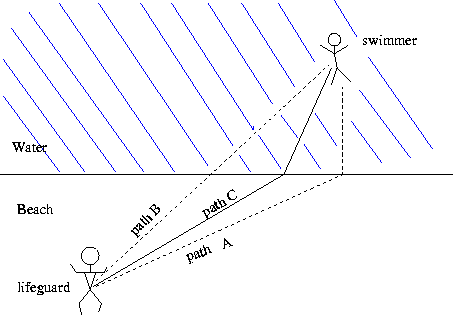 swimmer
Water
Beach
path B
path C
path A
lifeguard